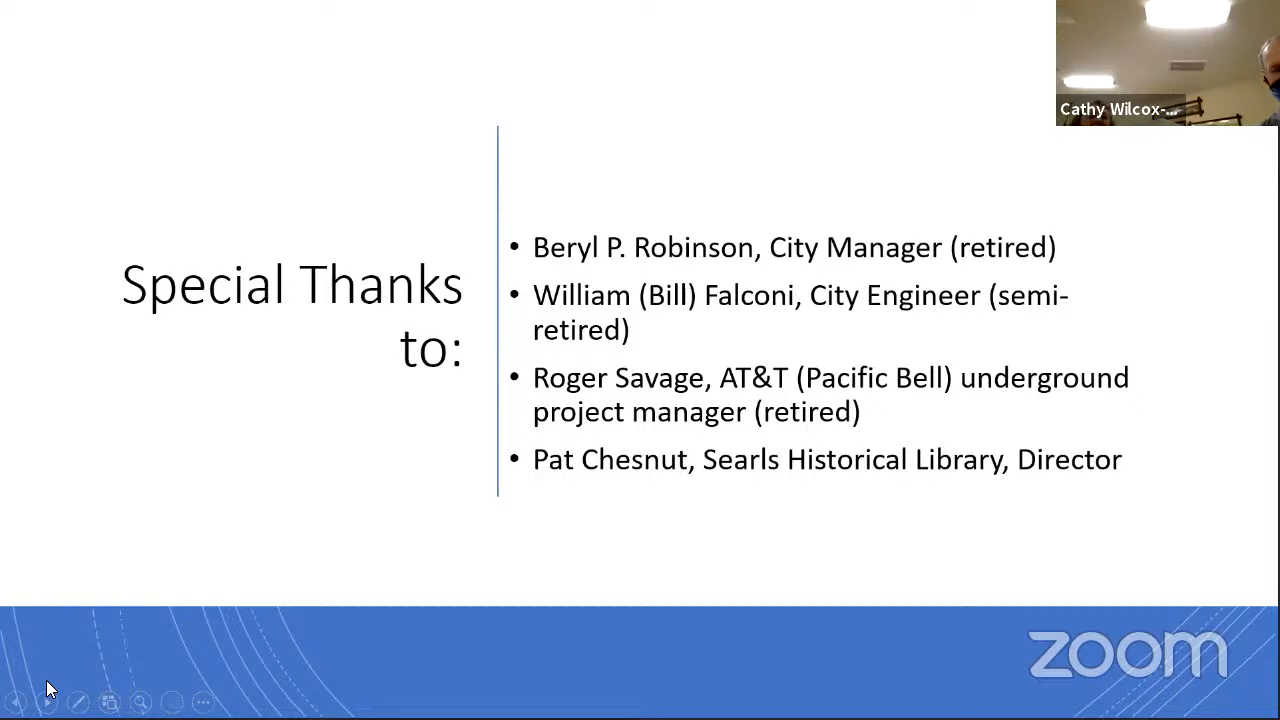 Cathy Wilcox-...
Special Thanks
to:
• Beryl P. Robinson, City Manager (retired)
• William (Bill) Falconi, City Engineer (semi-
retired)
• Roger Savage, AT&T (Pacific Bell) underground
project manager (retired)
• Pat Chesnut, Searls Historical Library, Director
zoom